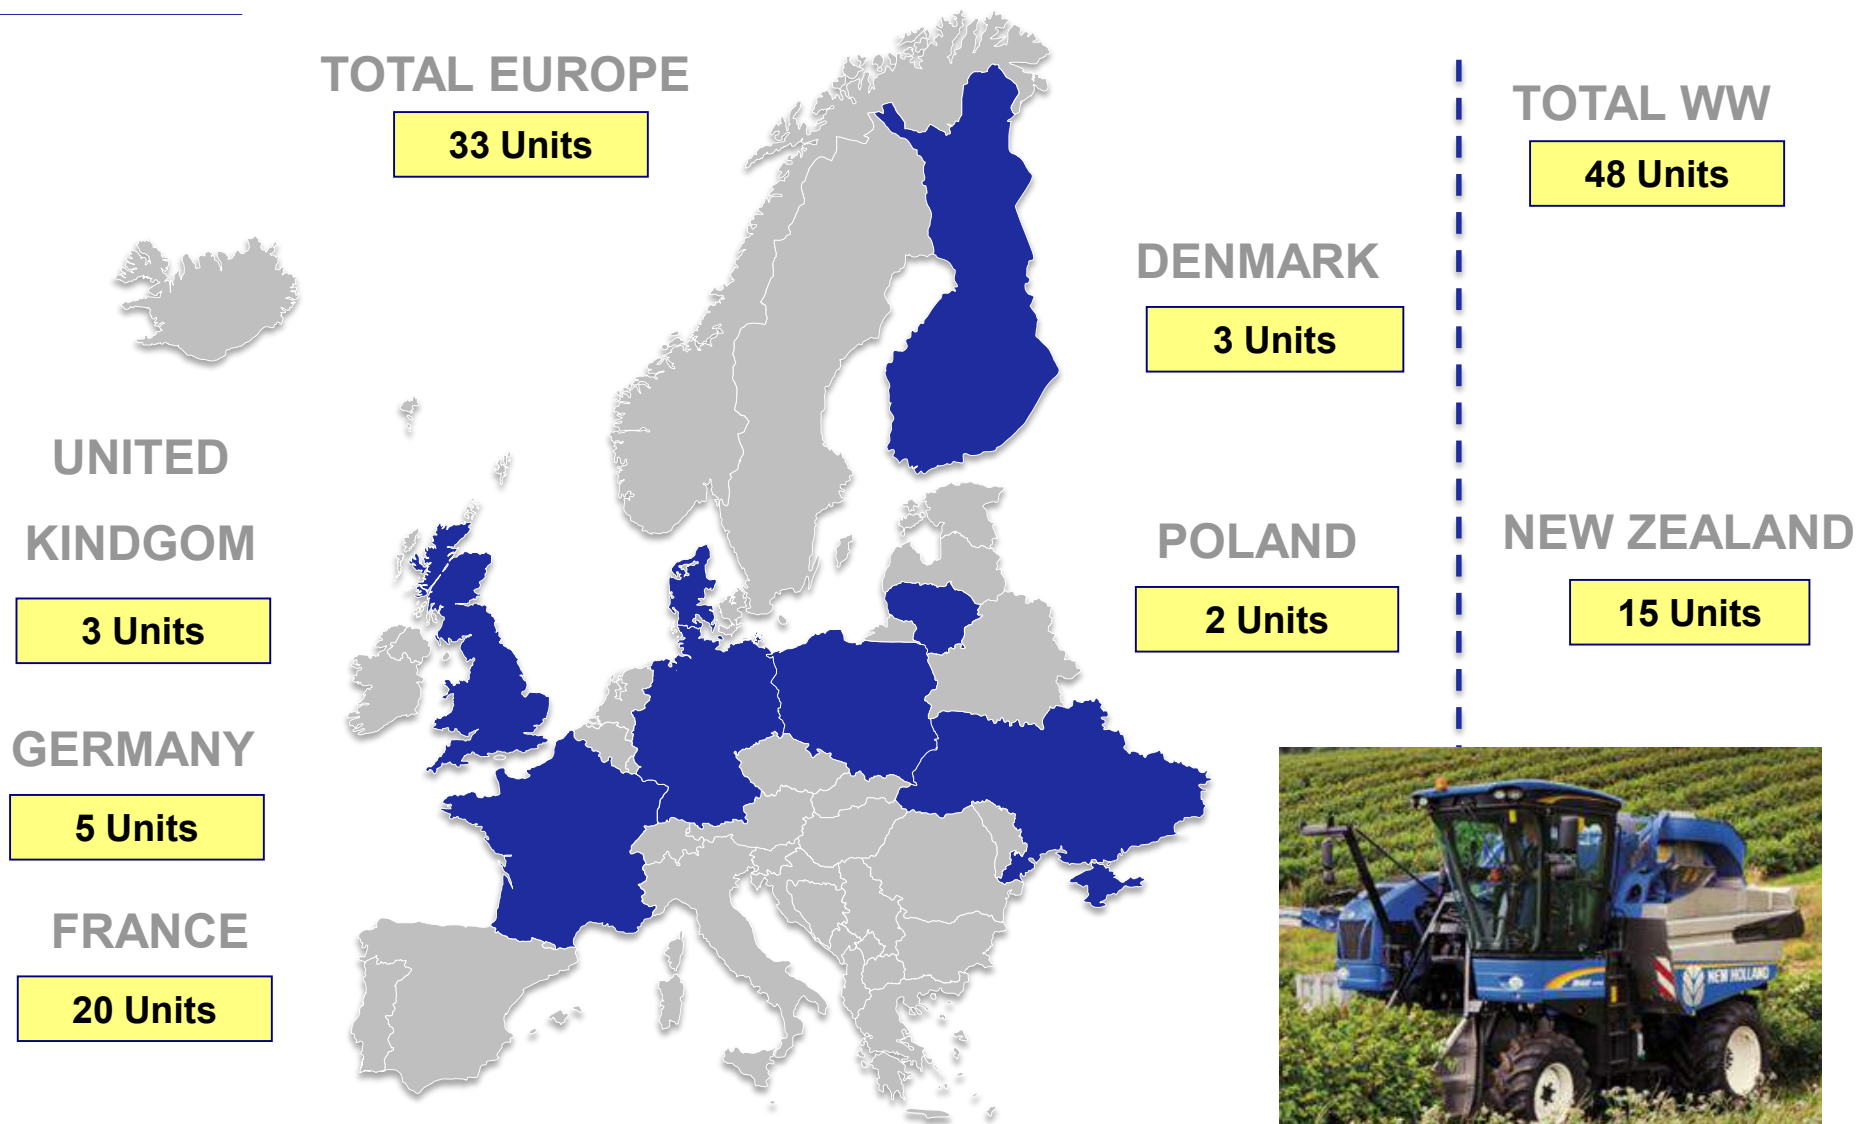 TOTAL EUROPE
33 Units
TOTAL WW
48 Units
DENMARK
3 Units
UNITED
KINDGOM
3 Units
POLAND
2 Units
NEW ZEALAND
15 Units
GERMANY
5 Units
FRANCE
20 Units
NEW HOLLAND